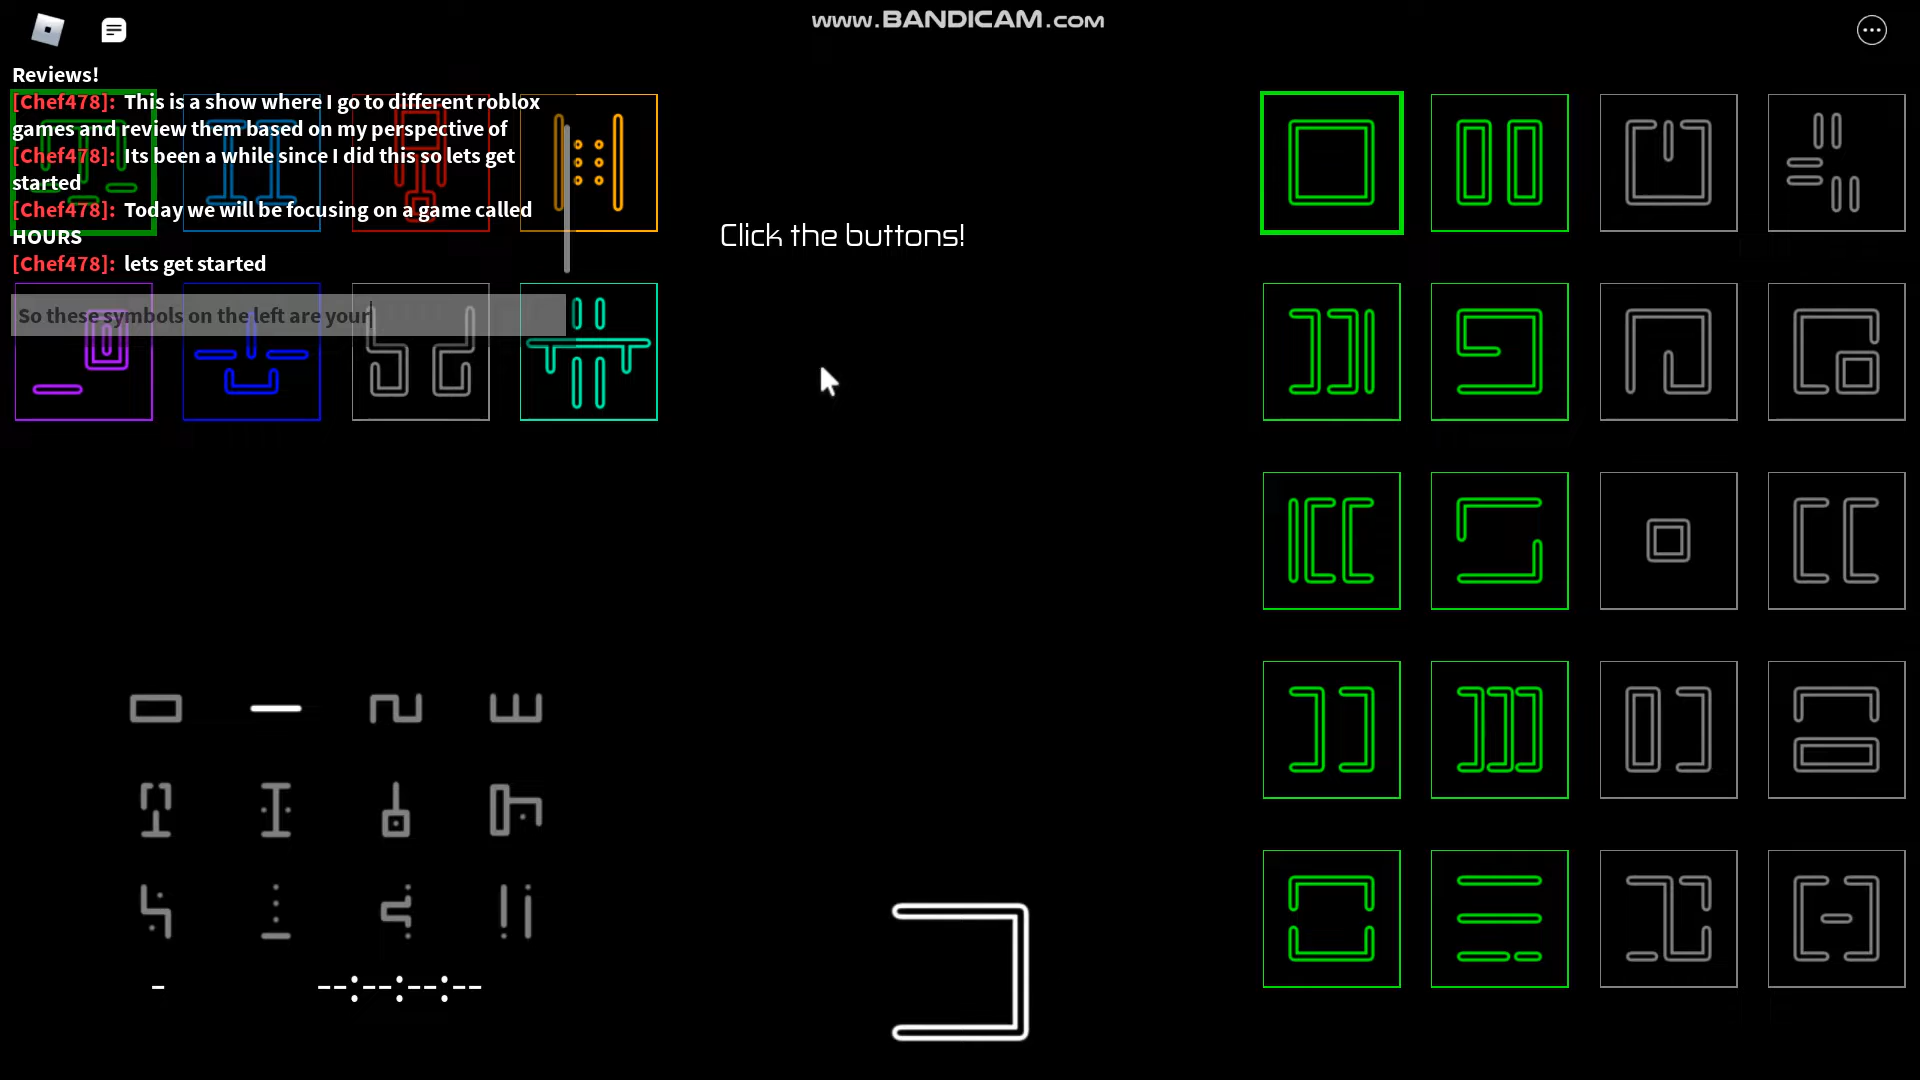 www.BANDICAM.COM
Reviews!
[Chef478]: This is a show where I go to different roblox
games and review them based on my perspective of
[Chef478]: Its been a while since I did this so lets get
started
[Chef478]: Today we will be focusing on a game called
HOURS
[Chef478]: lets get started
So these symbols on the left are your
Click the buttons!
-
--:--:--:--